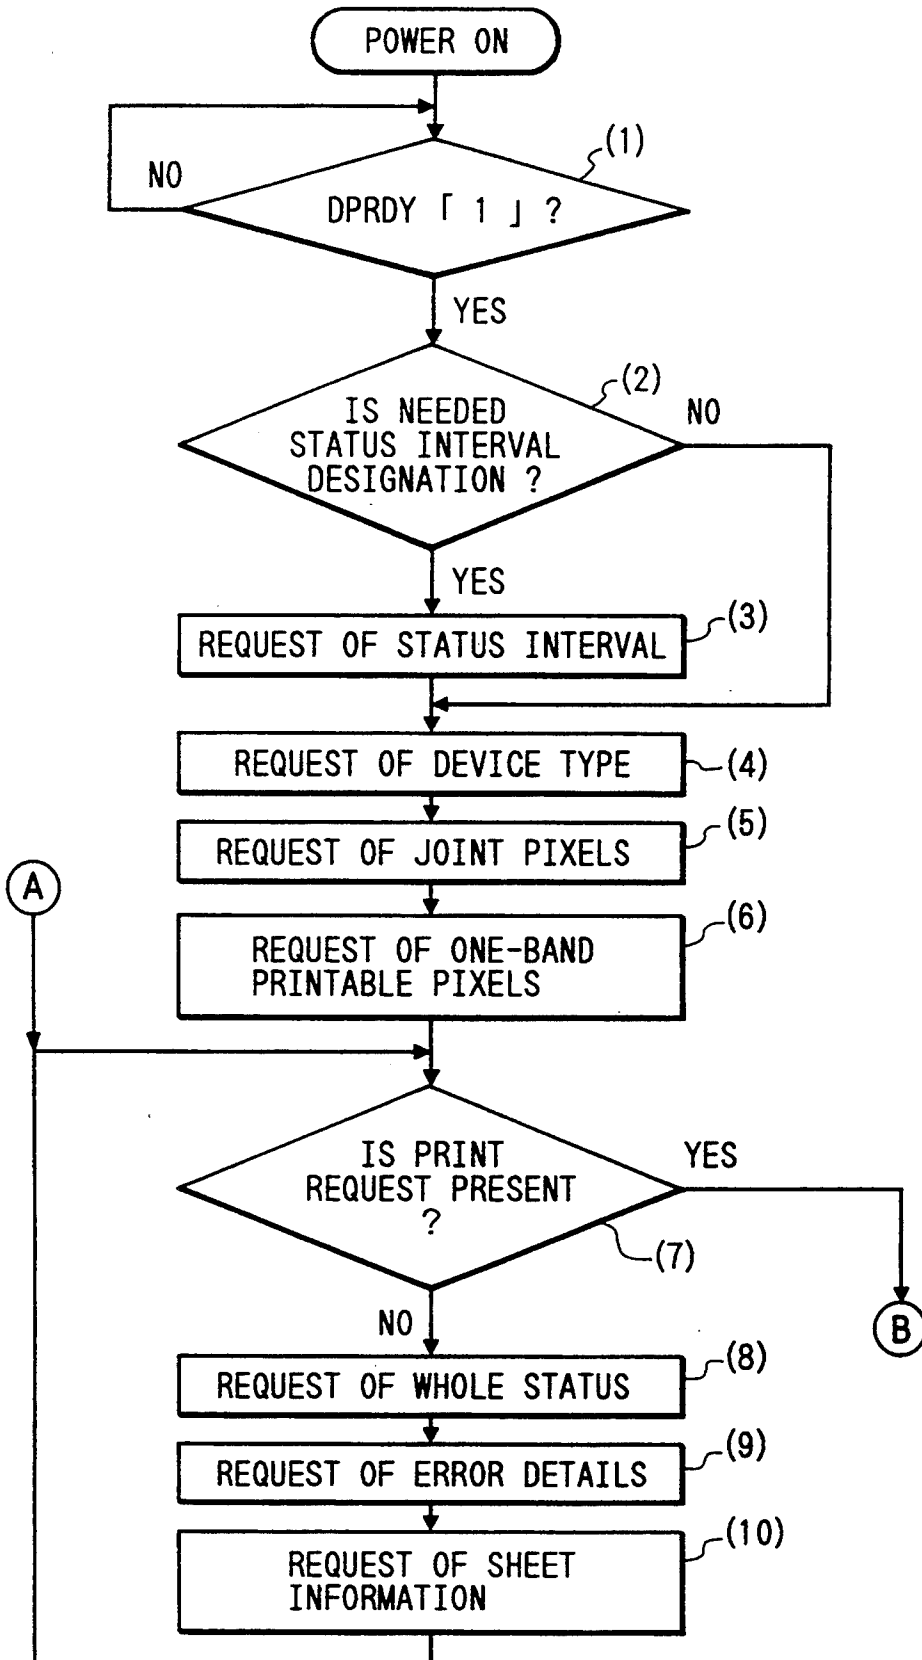 POWER ON
(1)
NO
DPRDY「 1 」?
YES
(2)
IS NEEDED
STATUS INTERVAL
DESIGNATION ?
NO
YES
(3)
REQUEST OF STATUS INTERVAL
REQUEST OF DEVICE TYPE
(4)
(5)
REQUEST OF JOINT PIXELS
A
(6)
REQUEST OF ONE-BAND
PRINTABLE PIXELS
IS PRINT
REQUEST PRESENT
?
YES
(7)
NO
B
(8)
REQUEST OF WHOLE STATUS
(9)
REQUEST OF ERROR DETAILS
(10)
REQUEST OF SHEET
INFORMATION